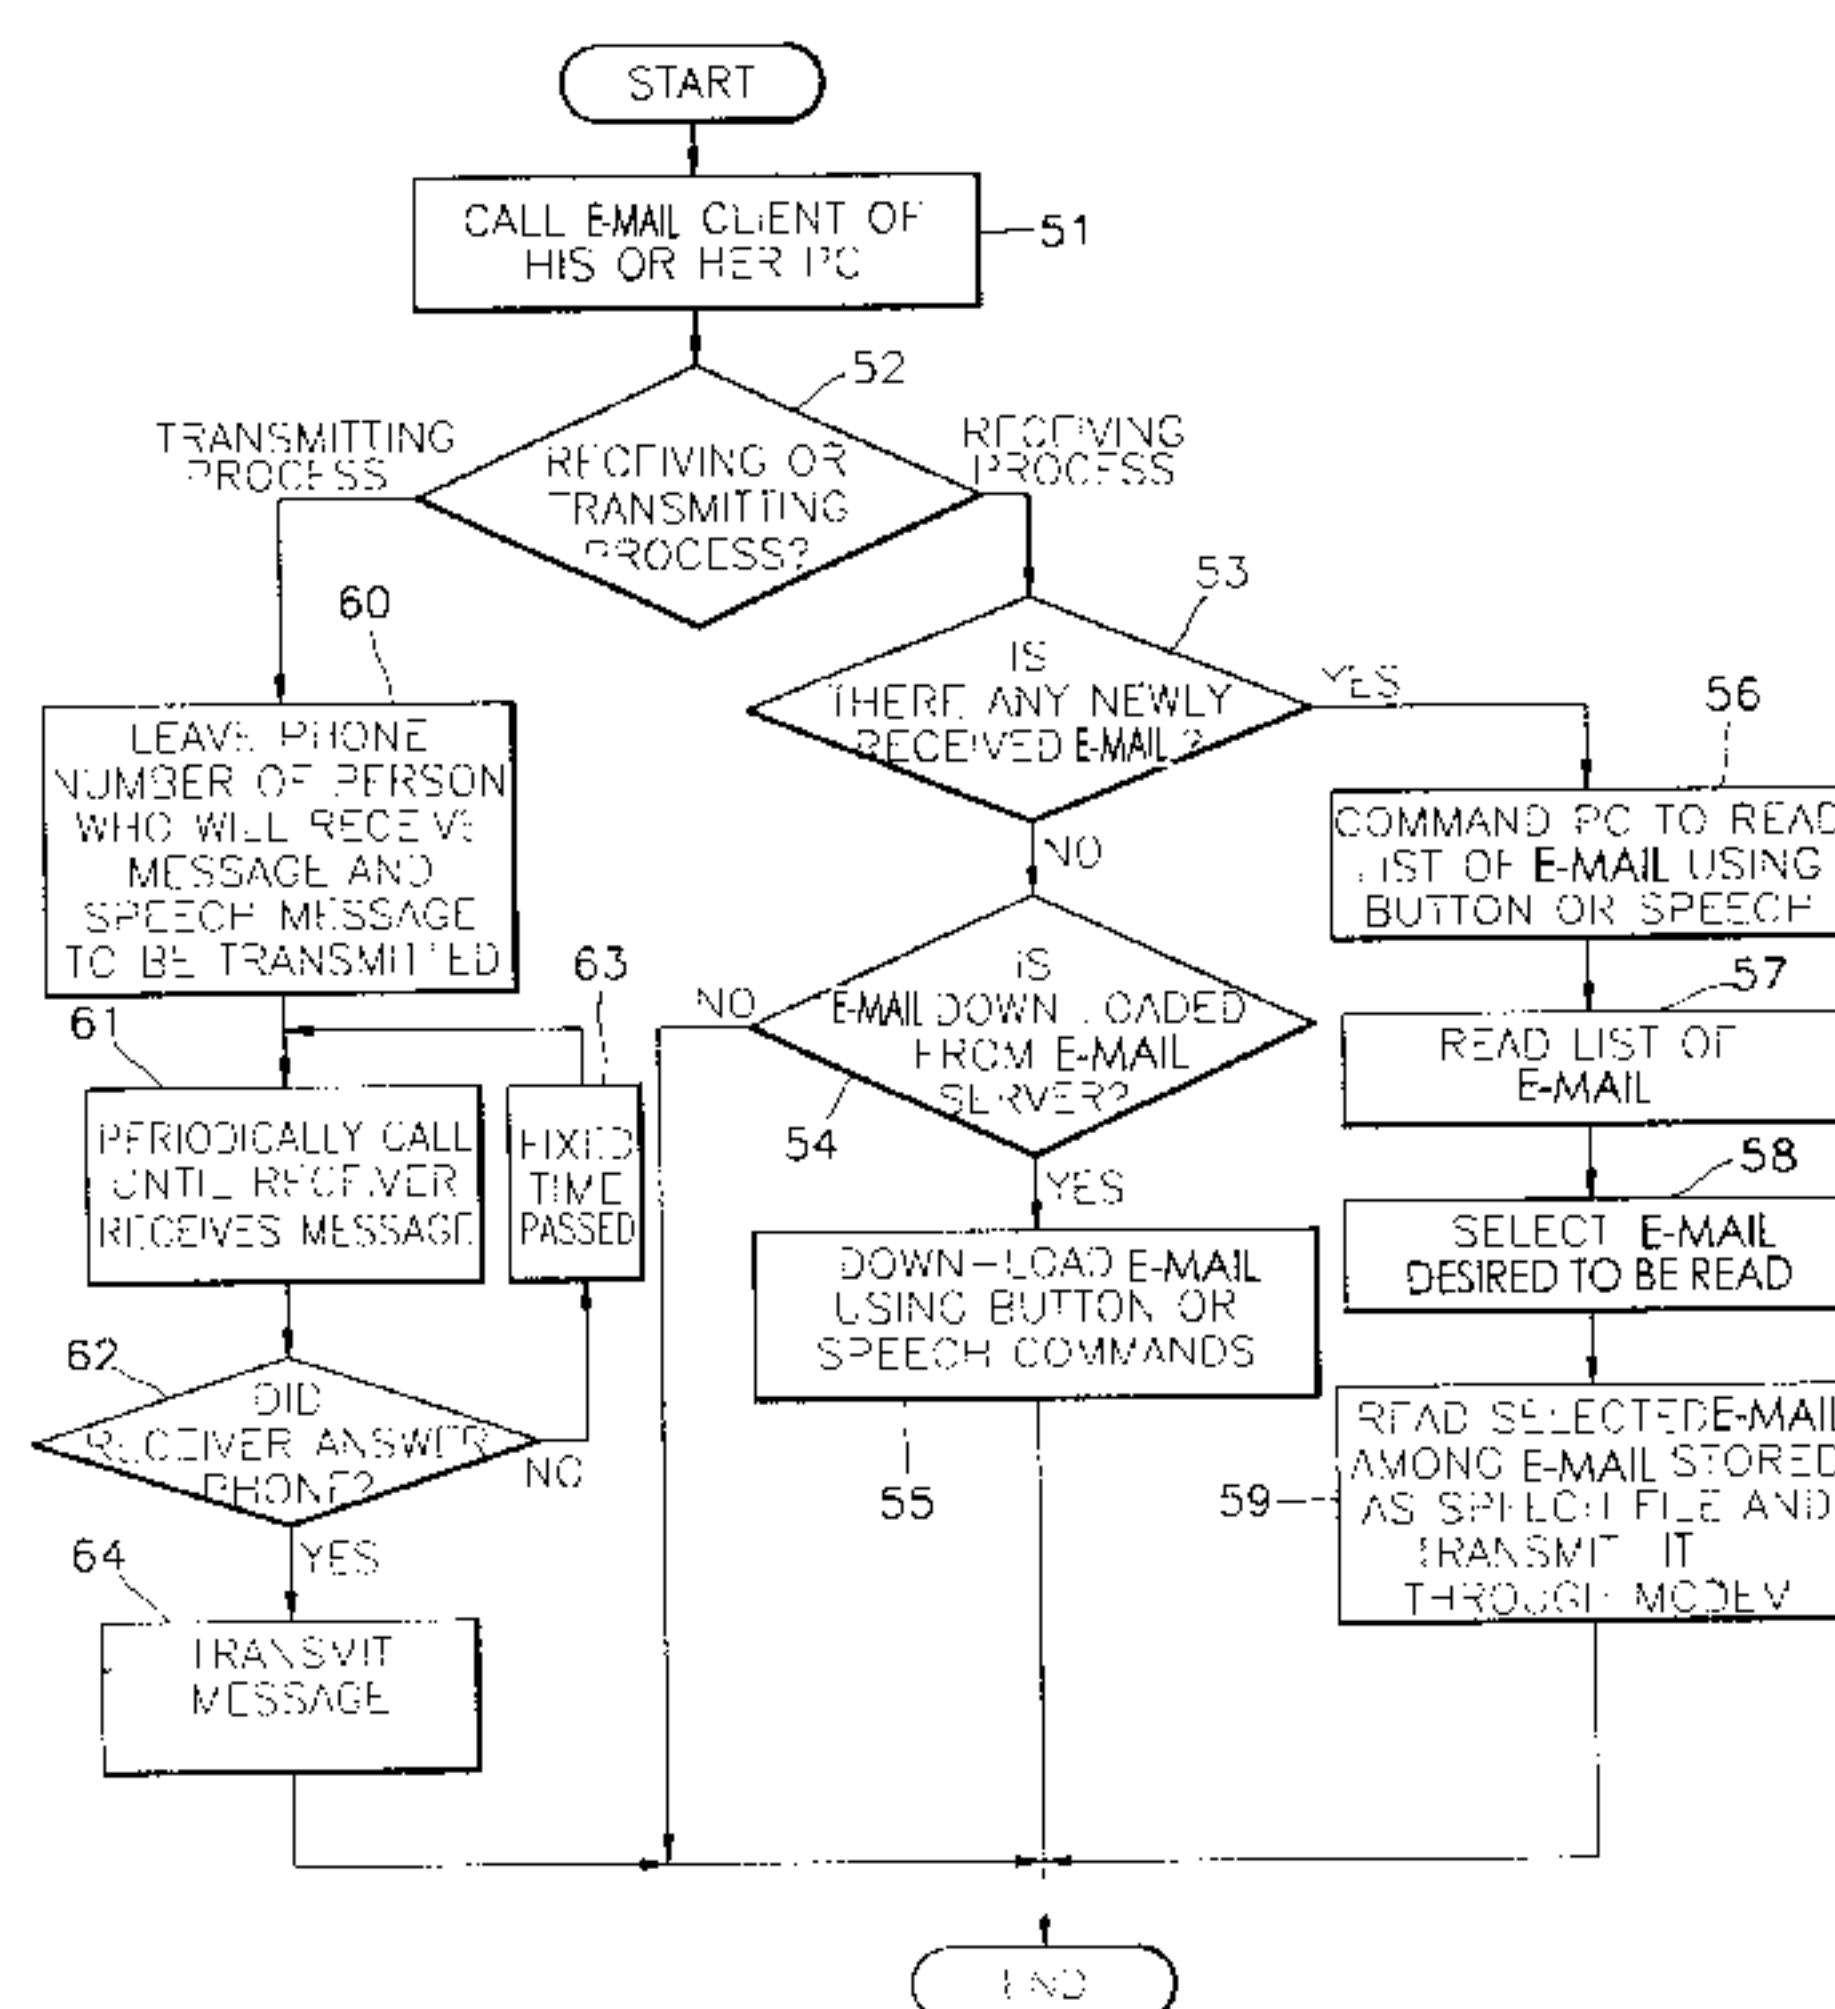 START
CALL E-MAIL CLIENT OF
HIS OR HER PC
51
52
TRANSMITTING
PROCESS
RECEIVING OR
TRANSMITTING
PROCESS?
RECEIVING
PROCESS
53
IS
THERE ANY NEWLY
RECEIVED E-MAIL?
YES
NO
60
LEAVE PHONE
NUMBER OF PERSON
WHO WILL RECEIVE
MESSAGE AND
SPEECH MESSAGE
TO BE TRANSMITTED
56
COMMAND PC TO READ
LIST OF E-MAIL USING
BUTTON OR SPEECH
61
63
PERIODICALLY CALL
UNTIL RECEIVER
RECEIVES MESSAGE
FIXED
TIME
PASSED
NO
IS
E-MAIL DOWN LOADED
FROM E-MAIL
SERVER?
54
YES
57
READ LIST OF
E-MAIL
58
SELECT E-MAIL
DESIRED TO BE READ
DOWN-LOAD E-MAIL
USING BUTTON OR
SPEECH COMMANDS
55
62
DID
RECEIVER ANSWER
PHONE?
NO
YES
59
READ SELECTED E-MAIL
AMONG E-MAIL STORED
AS SPEECH FILE AND
TRANSMIT IT
THROUGH MODEM
64
TRANSMIT
MESSAGE
END